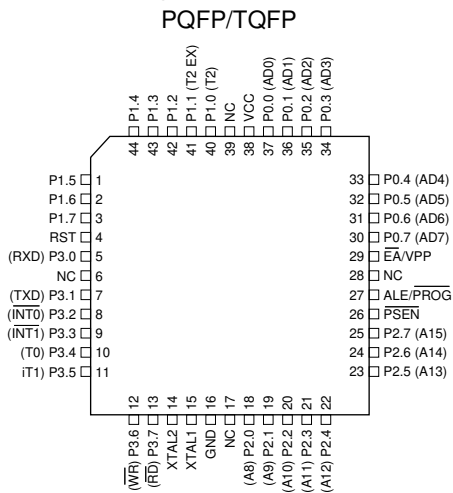 PQFP/TQFP
P1.4
P1.3
P1.2
P1.1 (T2 EX)
P1.0 (T2)
NC
VCC
P0.0 (AD0)
P0.1 (AD1)
P0.2 (AD2)
P0.3 (AD3)
44
43
42
41
40
39
38
37
36
35
34
P1.5 1
P1.6 2
P1.7 3
RST 4
(RXD) P3.0 5
NC 6
(TXD) P3.1 7
(INT0) P3.2 8
(INT1) P3.3 9
(T0) P3.4 10
iT1) P3.5 11
33 P0.4 (AD4)
32 P0.5 (AD5)
31 P0.6 (AD6)
30 P0.7 (AD7)
29 EA/VPP
28 NC
27 ALE/PROG
26 PSEN
25 P2.7 (A15)
24 P2.6 (A14)
23 P2.5 (A13)
12
13
14
15
16
17
18
19
20
21
22
(WR) P3.6
(RD) P3.7
XTAL2
XTAL1
GND
NC
(A8) P2.0
(A9) P2.1
(A10) P2.2
(A11) P2.3
(A12) P2.4